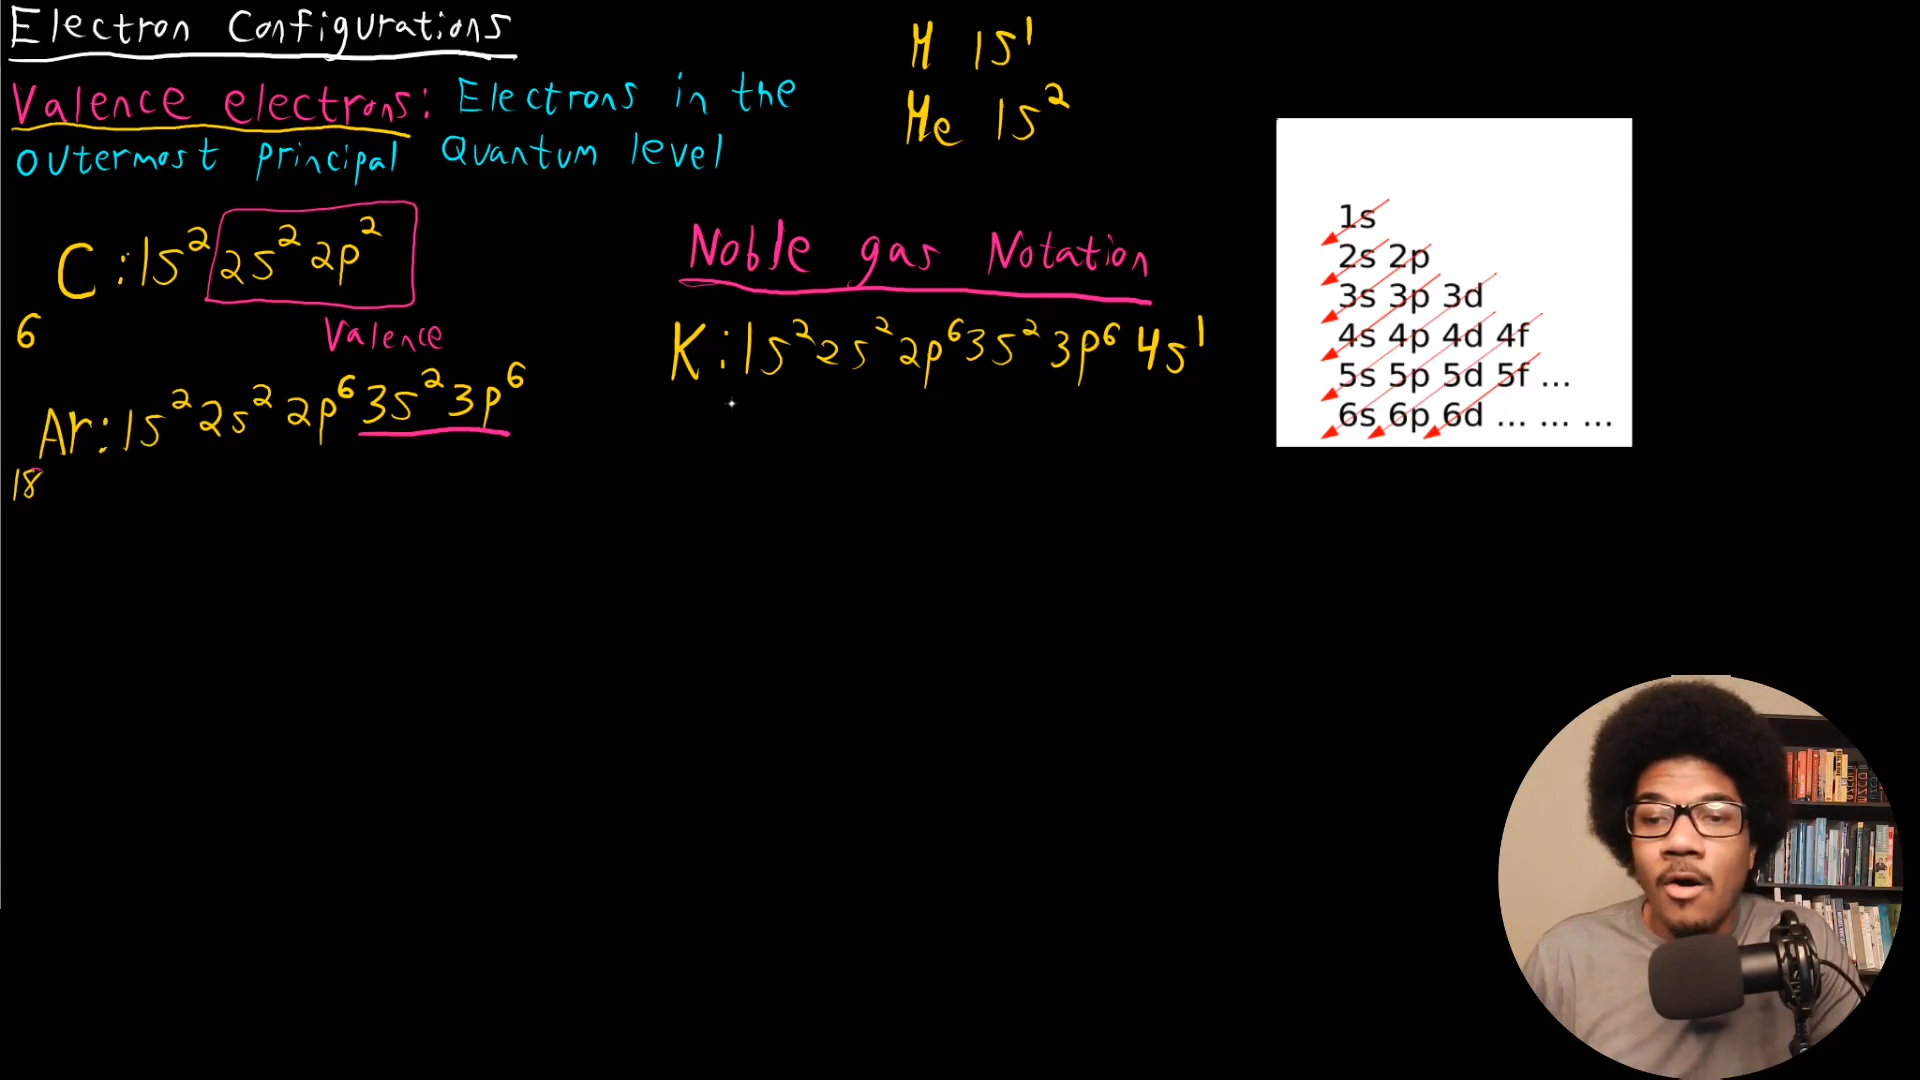 Electron Configurations
Valence electrons: Electrons in the
outermost principal Quantum level
H 1s¹
He 1s²
C: 1s² 2s² 2p²
6
Valence
Ar: 1s² 2s² 2p⁶ 3s² 3p⁶
18
Noble gas Notation
K: 1s² 2s² 2p⁶ 3s² 3p⁶ 4s¹
1s
2s 2p
3s 3p 3d
4s 4p 4d 4f
5s 5p 5d 5f ...
6s 6p 6d ... ... ...